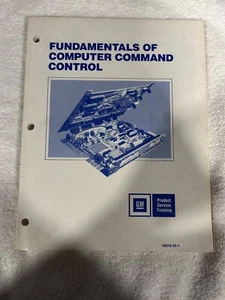 FUNDAMENTALS OF
COMPUTER COMMAND
CONTROL
GM
Product
Service
Training